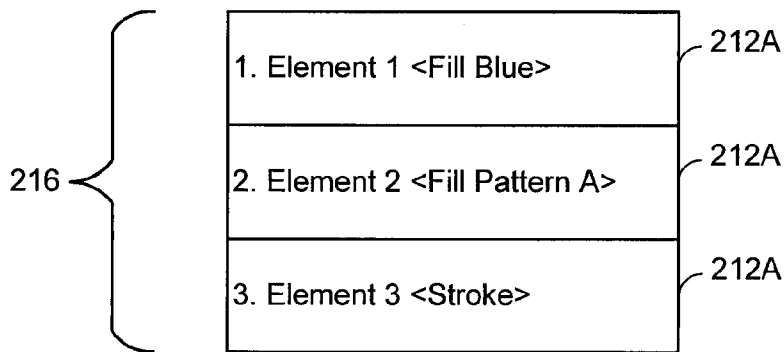 1. Element 1 <Fill Blue>
212A
216
2. Element 2 <Fill Pattern A>
212A
3. Element 3 <Stroke>
212A